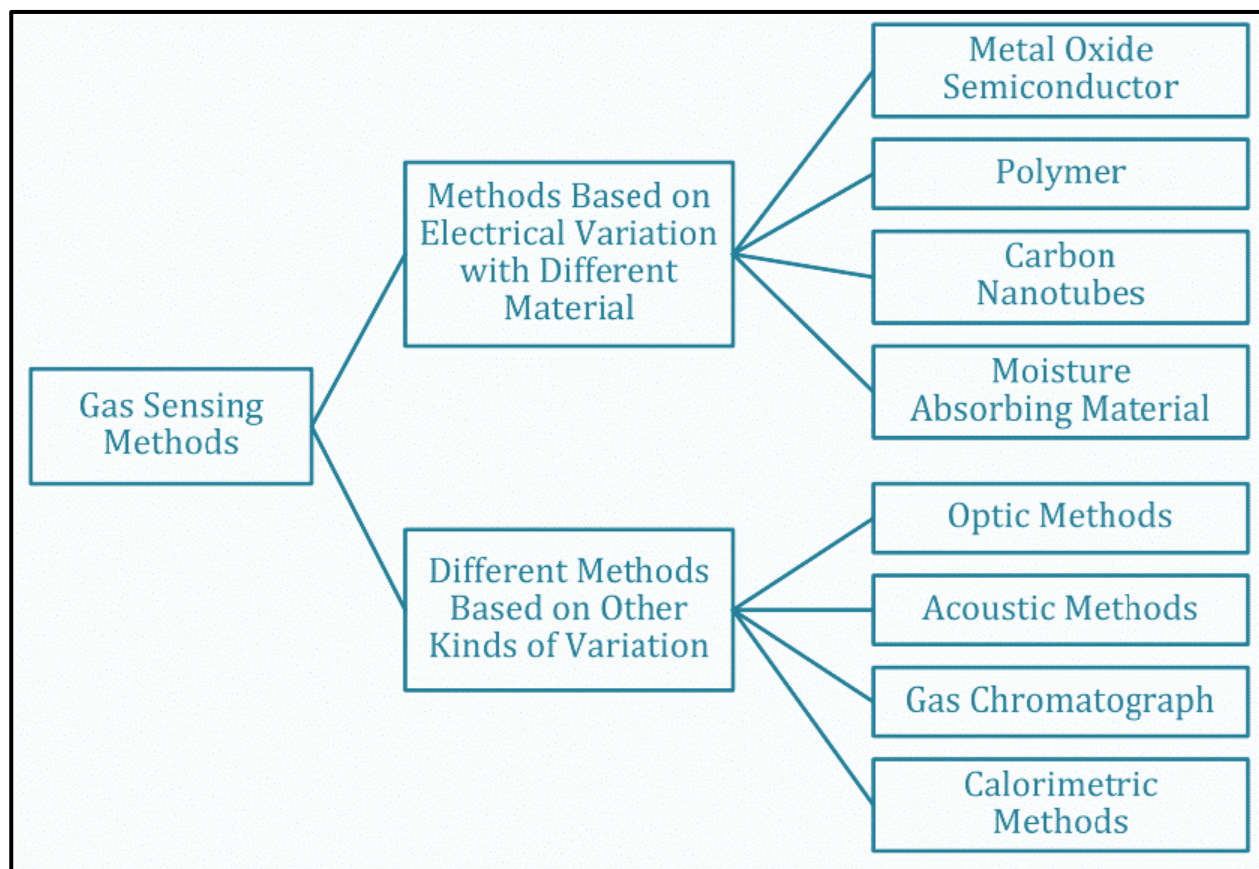 Gas Sensing
Methods
Methods Based on
Electrical Variation
with Different
Material
Metal Oxide
Semiconductor
Polymer
Carbon
Nanotubes
Moisture
Absorbing Material
Different Methods
Based on Other
Kinds of Variation
Optic Methods
Acoustic Methods
Gas Chromatograph
Calorimetric
Methods